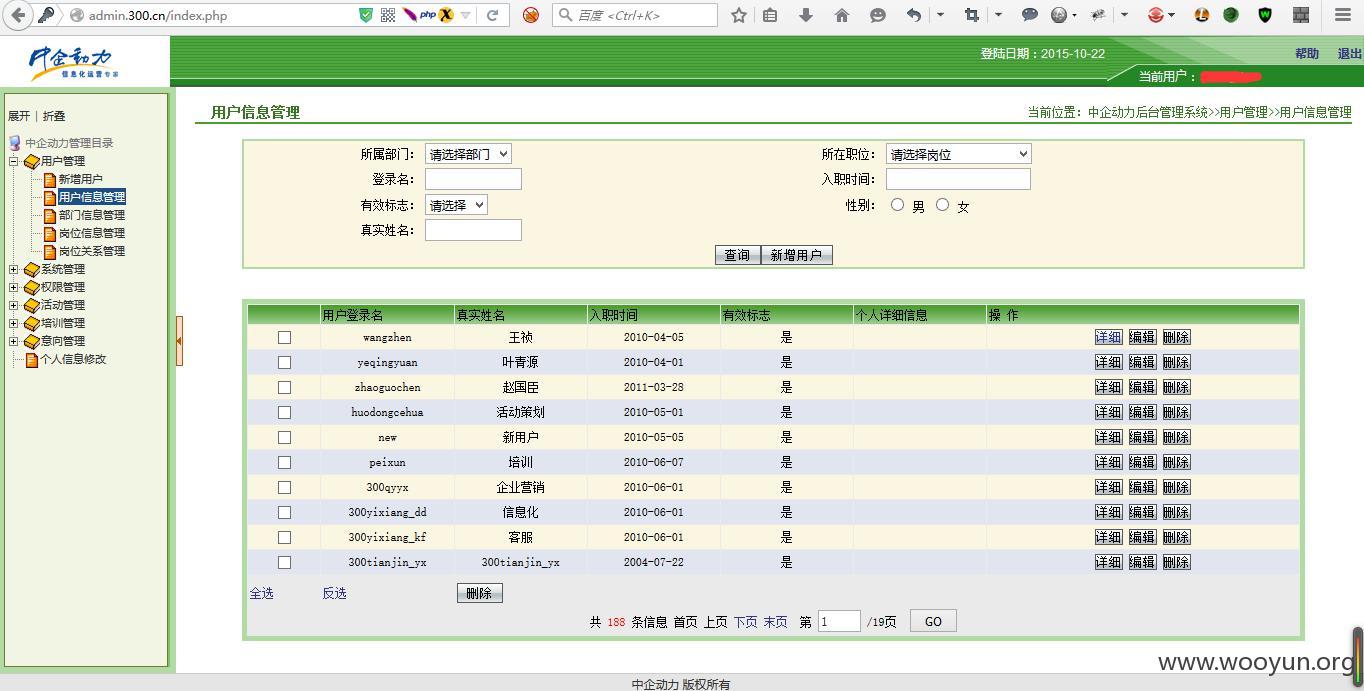 admin.300.cn/index.php
php
百度 <Ctrl+K>
中企动力
信息化运营专家
登陆日期：2015-10-22
帮助 退出
当前用户：
展开 | 折叠
中企动力管理目录
用户管理
新增用户
用户信息管理
部门信息管理
岗位信息管理
岗位关系管理
系统管理
权限管理
活动管理
培训管理
意向管理
个人信息修改
用户信息管理
当前位置：中企动力后台管理系统>>用户管理>>用户信息管理
所属部门： 请选择部门 所在职位： 请选择岗位
登录名： 入职时间：
有效标志： 请选择 性别： 男 女
真实姓名：
查询 新增用户
用户登录名 真实姓名 入职时间 有效标志 个人详细信息 操 作
wangzhen 王祯 2010-04-05 是 详细 编辑 删除
yeqingyuan 叶青源 2010-04-01 是 详细 编辑 删除
zhaoguochen 赵国臣 2011-03-28 是 详细 编辑 删除
huodongcehua 活动策划 2010-05-01 是 详细 编辑 删除
new 新用户 2010-05-05 是 详细 编辑 删除
peixun 培训 2010-06-07 是 详细 编辑 删除
300qyyx 企业营销 2010-06-01 是 详细 编辑 删除
300yixiang_dd 信息化 2010-06-01 是 详细 编辑 删除
300yixiang_kf 客服 2010-06-01 是 详细 编辑 删除
300tianjin_yx 300tianjin_yx 2004-07-22 是 详细 编辑 删除
全选 反选 删除
共 188 条信息 首页 上页 下页 末页 第 1 /19页 GO
www.wooyun.org
中企动力 版权所有